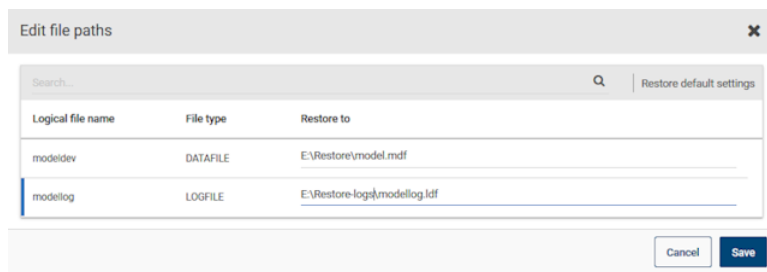 Edit file paths
Search...
Restore default settings
Logical file name File type Restore to
modeldev DATAFILE E:\Restore\model.mdf
modellog LOGFILE E:\Restore-logs\modellog.ldf
Cancel Save